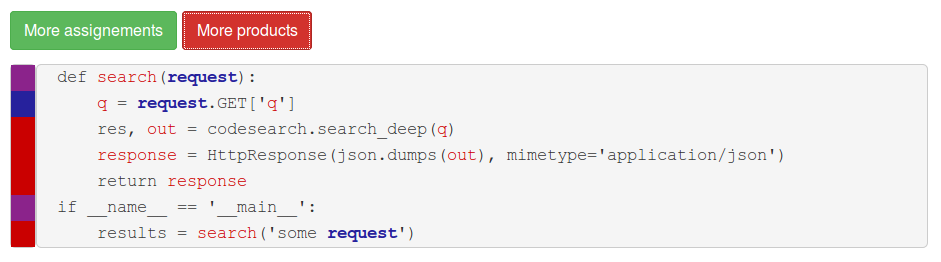 More assignements More products
def search(request):
    q = request.GET['q']
    res, out = codesearch.search_deep(q)
    response = HttpResponse(json.dumps(out), mimetype='application/json')
    return response
if __name__ == '__main__':
    results = search('some request')